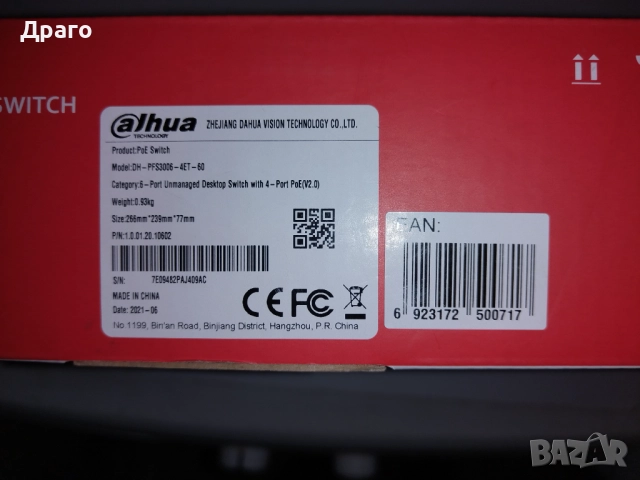 Драго
SWITCH
alhua
TECHNOLOGY
ZHEJIANG DAHUA VISION TECHNOLOGY CO.,LTD.
Product:PoE Switch
Model:DH-PFS3006-4ET-60
Category:6-Port Unmanaged Desktop Switch with 4-Port PoE(V2.0)
Weight:0.93kg
Size:266mm*239mm*77mm
P/N:1.0.01.20.10602
S/N: 7E09482PAJ409AC
MADE IN CHINA
Date: 2021-06
CE FC
No 1199, Bin'an Road, Binjiang District, Hangzhou, P.R. China
EAN:
6 923172 500717
BAZAR